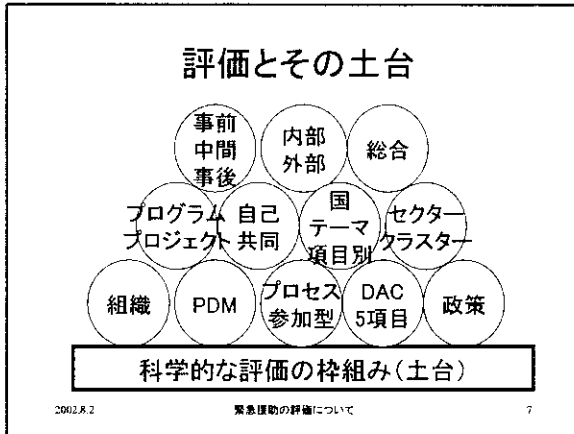 評価とその土台
事前
中間
事後
内部
外部
総合
プログラム
プロジェクト
自己
共同
国
テーマ
項目別
セクター
クラスター
組織
PDM
プロセス
参加型
DAC
5項目
政策
科学的な評価の枠組み(土台)
2002.8.2
緊急援助の評価について
7